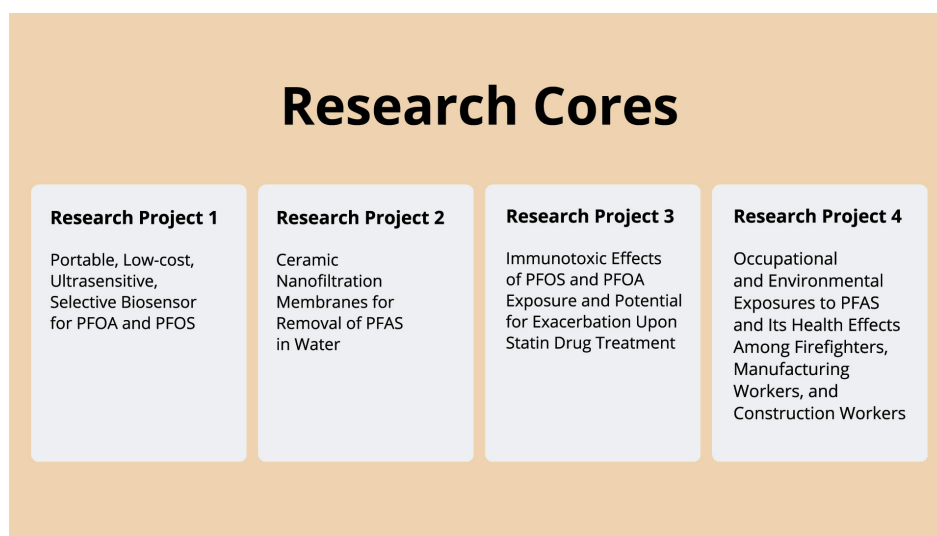 Research Cores
Research Project 1
Portable, Low-cost,
Ultrasensitive,
Selective Biosensor
for PFOA and PFOS
Research Project 2
Ceramic
Nanofiltration
Membranes for
Removal of PFAS
in Water
Research Project 3
Immunotoxic Effects
of PFOS and PFOA
Exposure and Potential
for Exacerbation Upon
Statin Drug Treatment
Research Project 4
Occupational
and Environmental
Exposures to PFAS
and Its Health Effects
Among Firefighters,
Manufacturing
Workers, and
Construction Workers